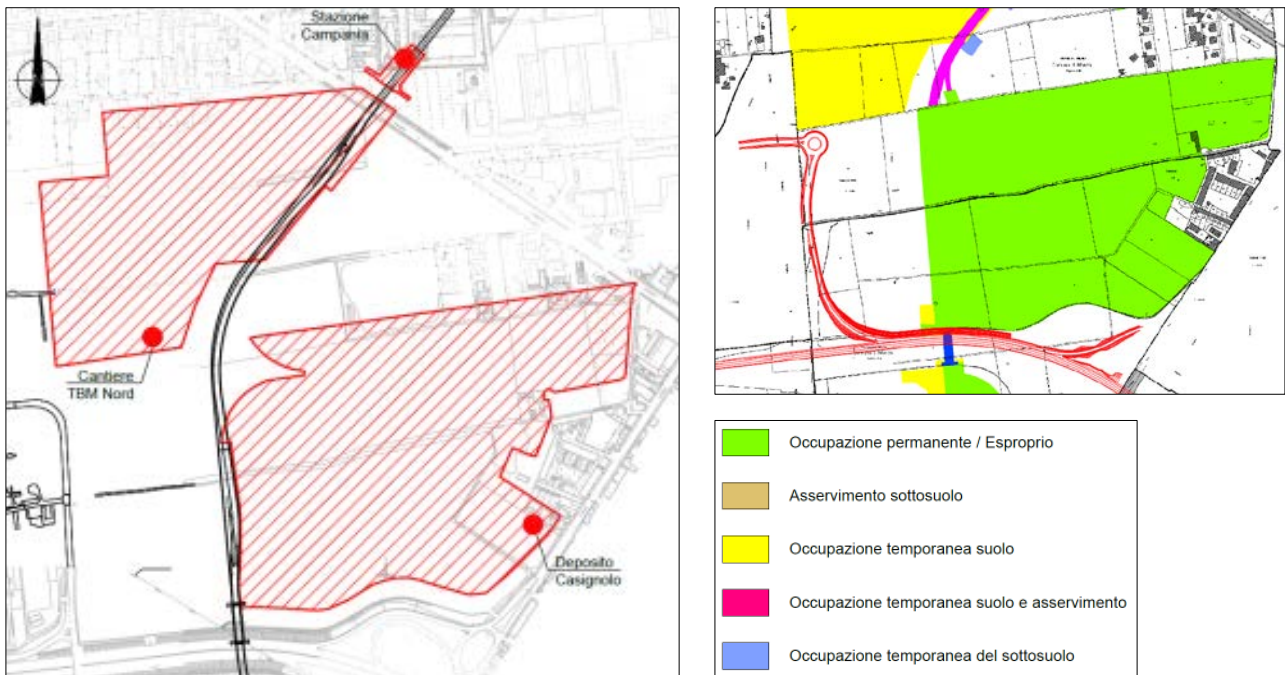 Stazione
Campania
Cantiere
TBM Nord
Deposito
Casignolo
Occupazione permanente / Esproprio
Asservimento sottosuolo
Occupazione temporanea suolo
Occupazione temporanea suolo e asservimento
Occupazione temporanea del sottosuolo